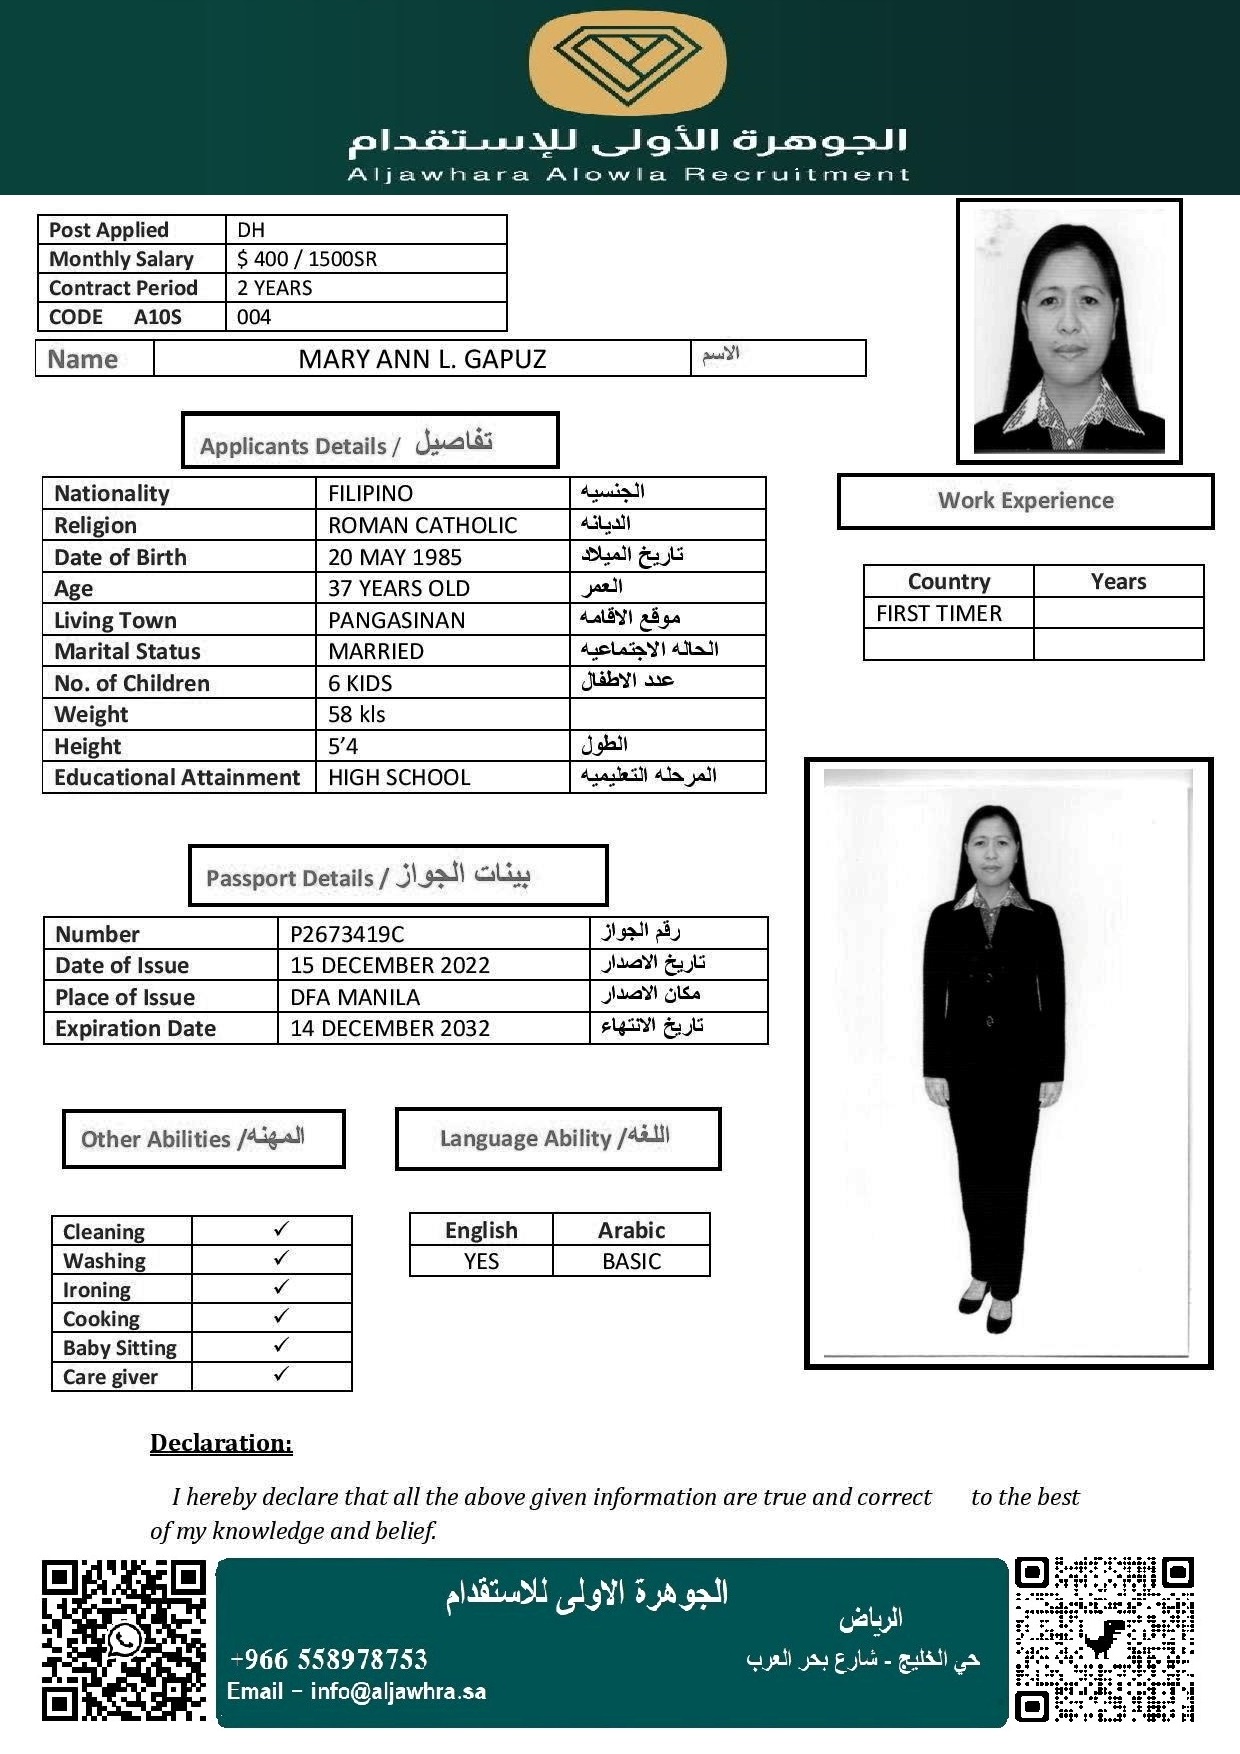 الجوهرة الأولى للإستقدام
Aljawhara Alowla Recruitment
Post Applied DH
Monthly Salary $ 400 / 1500SR
Contract Period 2 YEARS
CODE A10S 004
Name MARY ANN L. GAPUZ الاسم
Applicants Details / تفاصيل
Nationality FILIPINO الجنسيه
Religion ROMAN CATHOLIC الديانه
Date of Birth 20 MAY 1985 تاريخ الميلاد
Age 37 YEARS OLD العمر
Living Town PANGASINAN موقع الاقامه
Marital Status MARRIED الحاله الاجتماعيه
No. of Children 6 KIDS عدد الاطفال
Weight 58 kls
Height 5’4 الطول
Educational Attainment HIGH SCHOOL المرحله التعليميه
Work Experience
Country Years
FIRST TIMER
Passport Details / بينات الجواز
Number P2673419C رقم الجواز
Date of Issue 15 DECEMBER 2022 تاريخ الاصدار
Place of Issue DFA MANILA مكان الاصدار
Expiration Date 14 DECEMBER 2032 تاريخ الانتهاء
Other Abilities /المهنه
Cleaning ✓
Washing ✓
Ironing ✓
Cooking ✓
Baby Sitting ✓
Care giver ✓
Language Ability /اللغه
English Arabic
YES BASIC
Declaration:
I hereby declare that all the above given information are true and correct to the best
of my knowledge and belief.
الجوهرة الاولى للاستقدام
الرياض
حي الخليج - شارع بحر العرب
+966 558978753
Email – info@aljawhra.sa